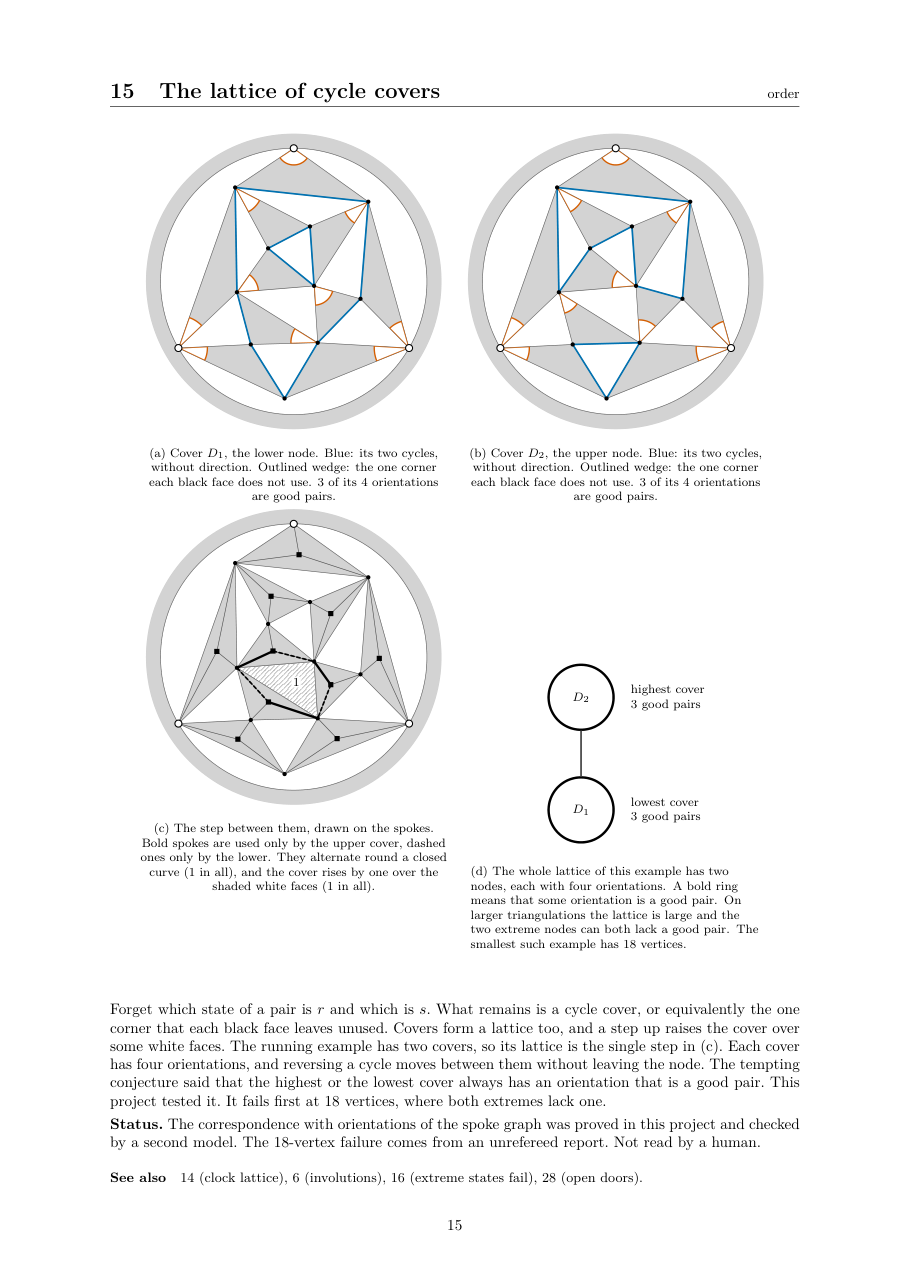 15 The lattice of cycle covers order
(a) Cover D₁, the lower node. Blue: its two cycles,
without direction. Outlined wedge: the one corner
each black face does not use. 3 of its 4 orientations
are good pairs.
(b) Cover D₂, the upper node. Blue: its two cycles,
without direction. Outlined wedge: the one corner
each black face does not use. 3 of its 4 orientations
are good pairs.
1
(c) The step between them, drawn on the spokes.
Bold spokes are used only by the upper cover, dashed
ones only by the lower. They alternate round a closed
curve (1 in all), and the cover rises by one over the
shaded white faces (1 in all).
D₂
highest cover
3 good pairs
D₁
lowest cover
3 good pairs
(d) The whole lattice of this example has two
nodes, each with four orientations. A bold ring
means that some orientation is a good pair. On
larger triangulations the lattice is large and the
two extreme nodes can both lack a good pair. The
smallest such example has 18 vertices.
Forget which state of a pair is r and which is s. What remains is a cycle cover, or equivalently the one
corner that each black face leaves unused. Covers form a lattice too, and a step up raises the cover over
some white faces. The running example has two covers, so its lattice is the single step in (c). Each cover
has four orientations, and reversing a cycle moves between them without leaving the node. The tempting
conjecture said that the highest or the lowest cover always has an orientation that is a good pair. This
project tested it. It fails first at 18 vertices, where both extremes lack one.
Status. The correspondence with orientations of the spoke graph was proved in this project and checked
by a second model. The 18-vertex failure comes from an unrefereed report. Not read by a human.
See also 14 (clock lattice), 6 (involutions), 16 (extreme states fail), 28 (open doors).
15